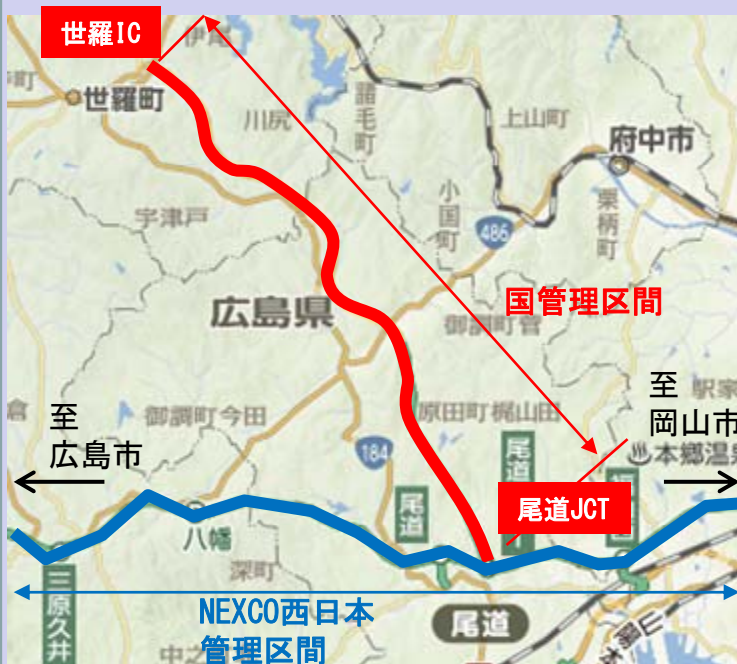 世羅IC
伊尾
世羅町
川尻
諸毛町
上山町
府中市
宇津戸
小国町
486
栗柄町
国管理区間
広島県
御調町菅
至
広島市
御調町今田
原田町梶山田
184
至
岡山市
駅家
本郷温泉
尾道
尾道
尾道JCT
八幡
深町
三原久井
NEXCO西日本
管理区間
尾道